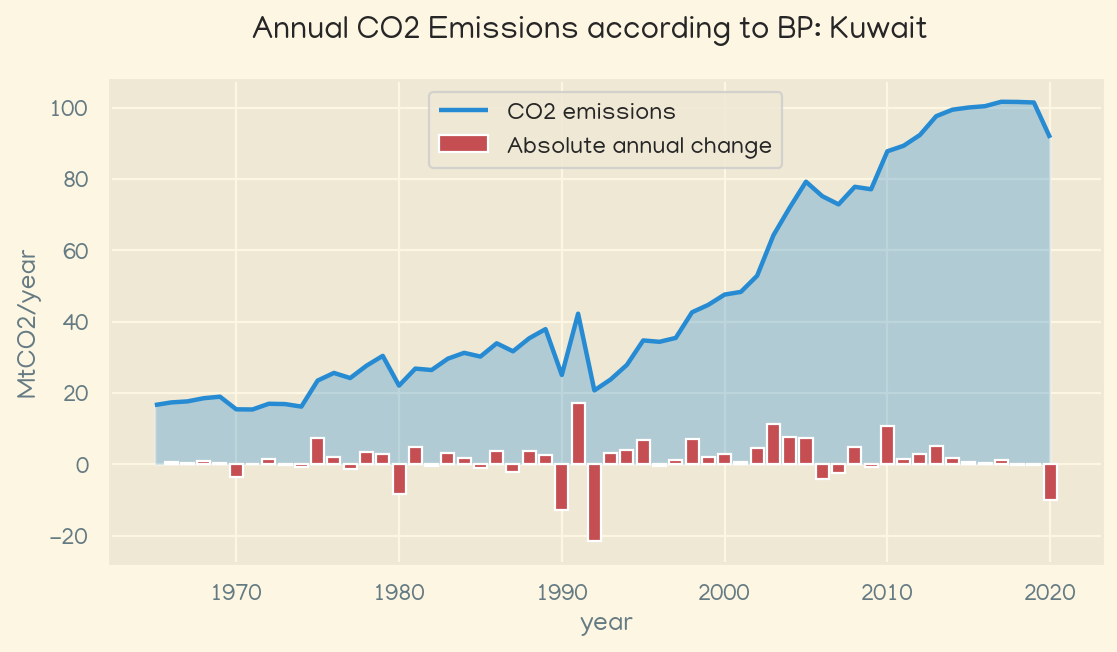 Annual CO2 Emissions according to BP: Kuwait
CO2 emissions
Absolute annual change
MtCO2/year
100
80
60
40
20
0
−20
1970 1980 1990 2000 2010 2020
year